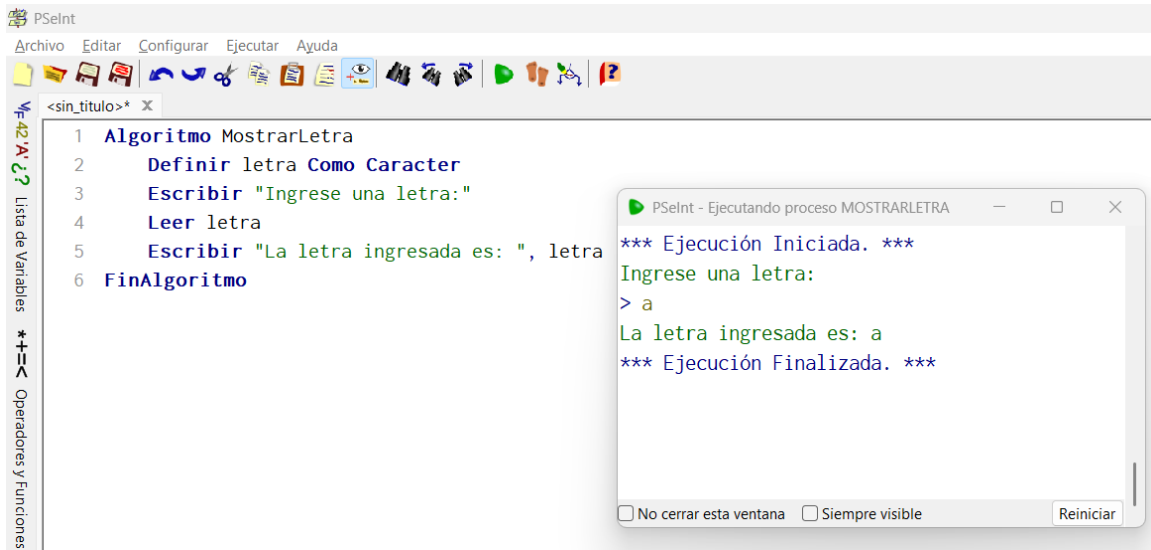 PSeInt
Archivo Editar Configurar Ejecutar Ayuda
<sin_titulo>* X
1 Algoritmo MostrarLetra
2 Definir letra Como Caracter
3 Escribir "Ingrese una letra:"
4 Leer letra
5 Escribir "La letra ingresada es: ", letra
6 FinAlgoritmo
42 'A' ¿? Lista de Variables
*+=< Operadores y Funciones
PSeInt - Ejecutando proceso MOSTRARLETRA
*** Ejecución Iniciada. ***
Ingrese una letra:
> a
La letra ingresada es: a
*** Ejecución Finalizada. ***
No cerrar esta ventana Siempre visible Reiniciar